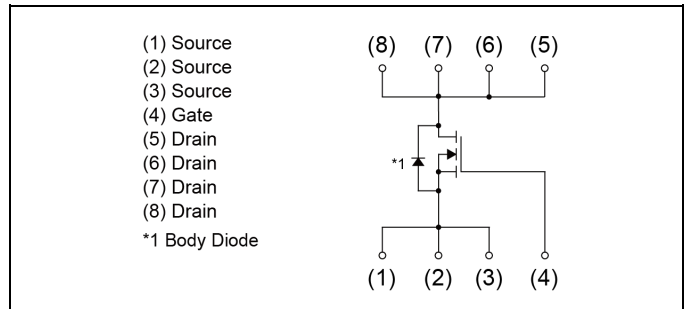 (1) Source
(2) Source
(3) Source
(4) Gate
(5) Drain
(6) Drain
(7) Drain
(8) Drain
*1 Body Diode
(8) (7) (6) (5)
*1
(1) (2) (3) (4)